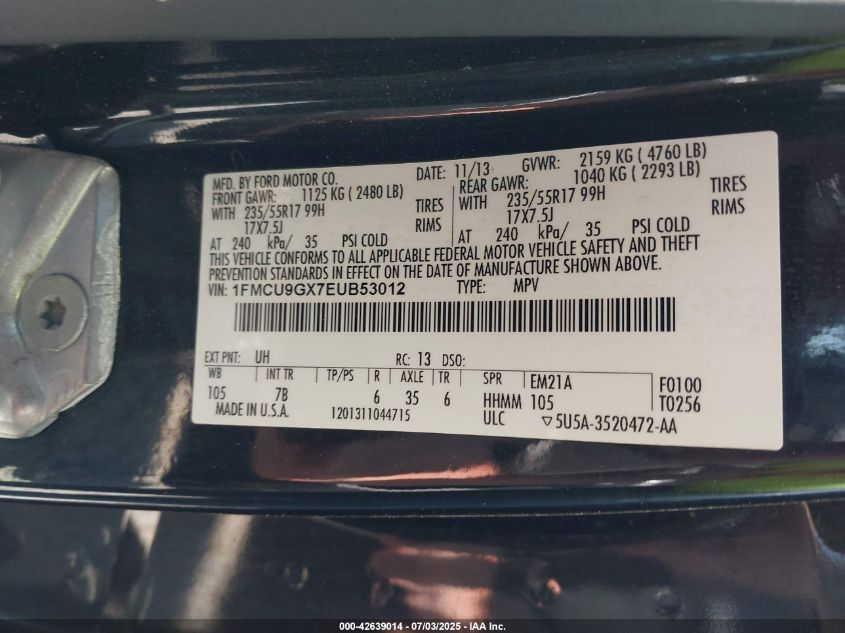 MFD. BY FORD MOTOR CO. DATE: 11/13 GVWR: 2159 KG ( 4760 LB)
FRONT GAWR: 1125 KG ( 2480 LB) REAR GAWR: 1040 KG ( 2293 LB)
WITH 235/55R17 99H TIRES WITH 235/55R17 99H TIRES
17X7.5J RIMS 17X7.5J RIMS
AT 240 kPa/ 35 PSI COLD AT 240 kPa/ 35 PSI COLD
THIS VEHICLE CONFORMS TO ALL APPLICABLE FEDERAL MOTOR VEHICLE SAFETY AND THEFT
PREVENTION STANDARDS IN EFFECT ON THE DATE OF MANUFACTURE SHOWN ABOVE.
VIN: 1FMCU9GX7EUB53012 TYPE: MPV
EXT PNT: UH RC: 13 DSO:
WB INT TR TP/PS R AXLE TR SPR EM21A F0100
105 7B 6 35 6 HHMM 105 T0256
MADE IN U.S.A. 1201311044715 ULC ▽5U5A-3520472-AA
000-42639014 - 07/03/2025 - IAA Inc.